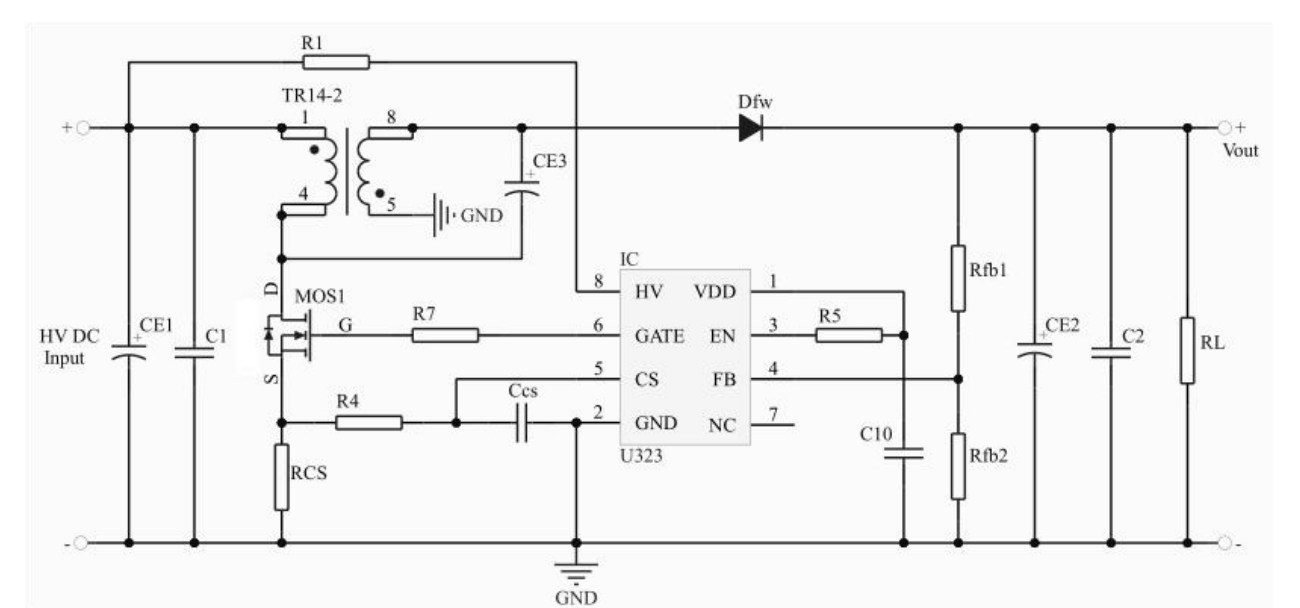 R1
TR14-2
1
8
4
5
CE3
GND
Dfw
+
+
Vout
+
D
MOS1
G
S
R7
IC
8
HV
VDD
1
6
GATE
EN
3
R5
5
CS
FB
4
2
GND
NC
7
U323
HV DC
Input
CE1
+
C1
R4
Ccs
RCS
C10
Rfb1
Rfb2
CE2
+
C2
RL
-
-
GND